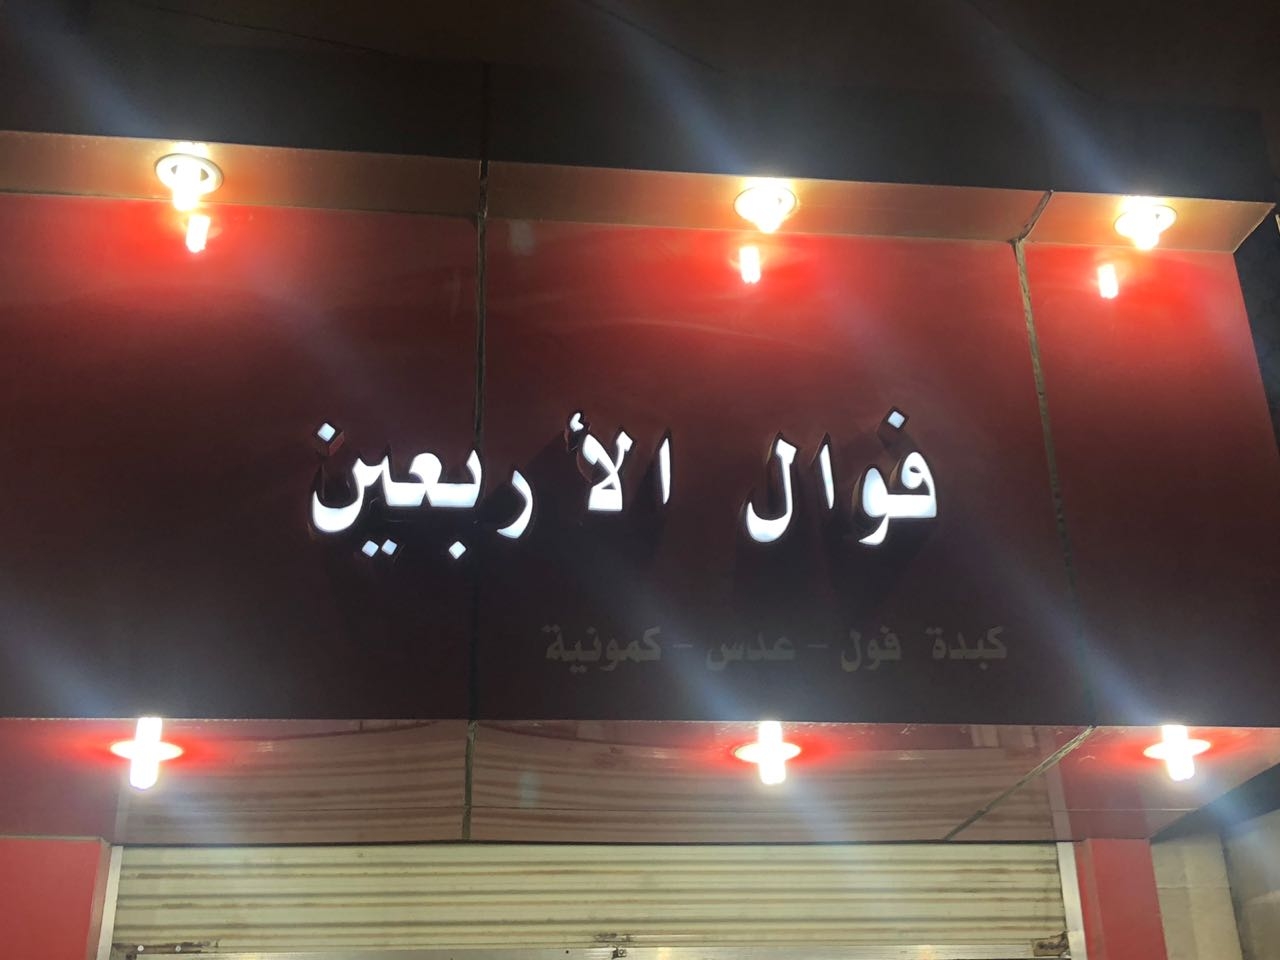 فوال الأربعين
كبدة فول - عدس - كمونية